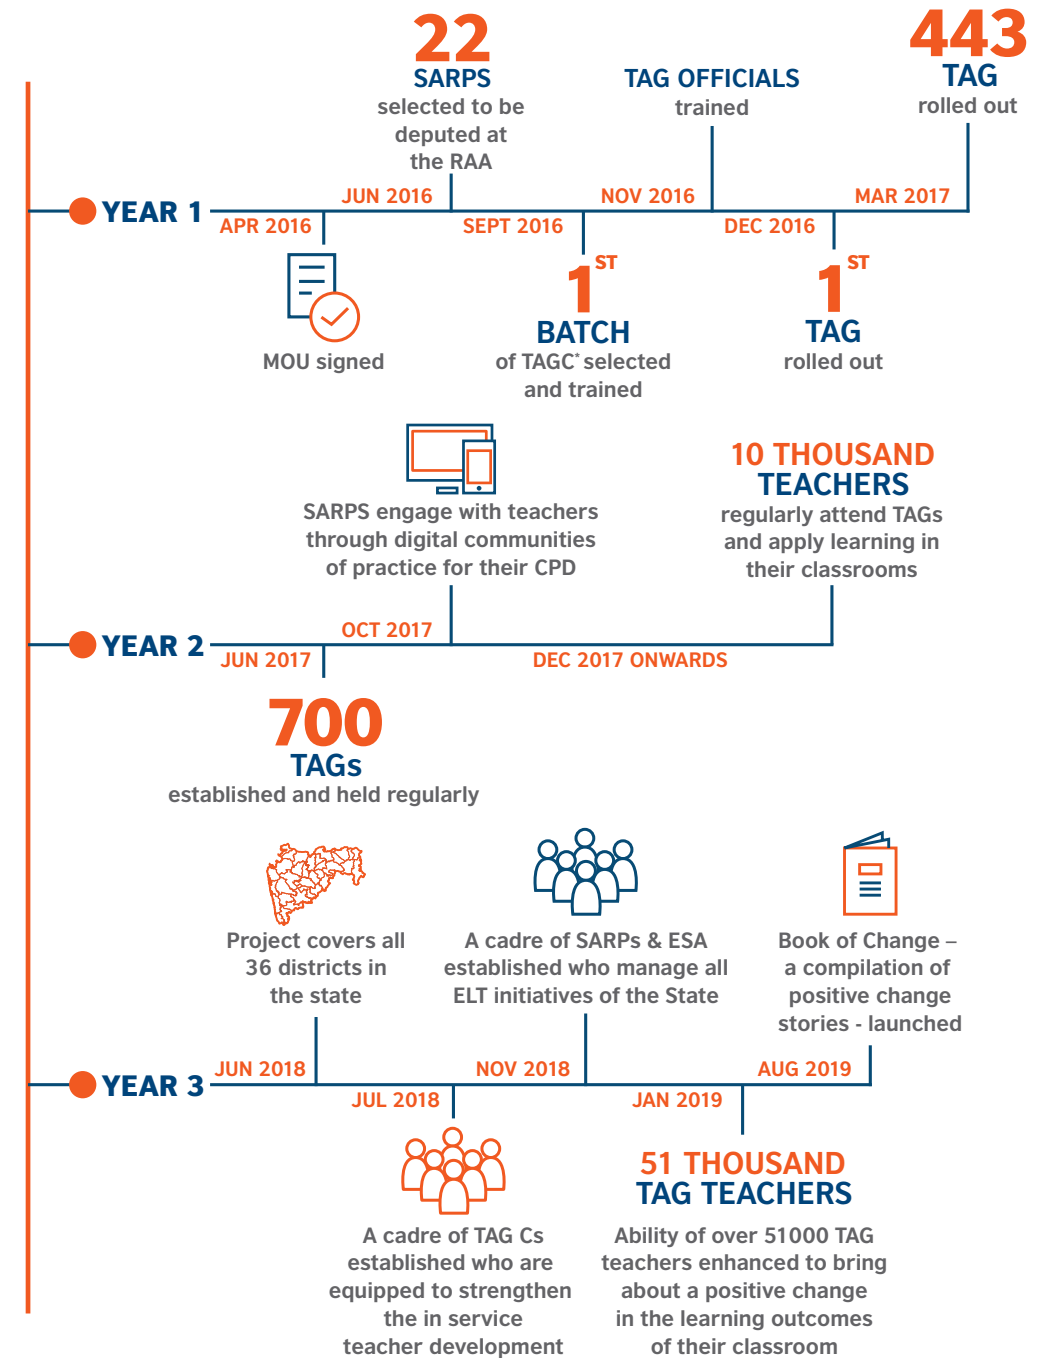 22
SARPS
selected to be
deputed at
the RAA
TAG OFFICIALS
trained
443
TAG
rolled out
YEAR 1
APR 2016
JUN 2016
SEPT 2016
NOV 2016
DEC 2016
MAR 2017
MOU signed
1ST
BATCH
of TAGC* selected
and trained
1ST
TAG
rolled out
SARPS engage with teachers
through digital communities
of practice for their CPD
10 THOUSAND
TEACHERS
regularly attend TAGs
and apply learning in
their classrooms
YEAR 2
JUN 2017
OCT 2017
DEC 2017 ONWARDS
700
TAGs
established and held regularly
Project covers all
36 districts in
the state
A cadre of SARPs & ESA
established who manage all
ELT initiatives of the State
Book of Change –
a compilation of
positive change
stories - launched
YEAR 3
JUN 2018
JUL 2018
NOV 2018
JAN 2019
AUG 2019
A cadre of TAG Cs
established who are
equipped to strengthen
the in service
teacher development
51 THOUSAND
TAG TEACHERS
Ability of over 51000 TAG
teachers enhanced to bring
about a positive change
in the learning outcomes
of their classroom